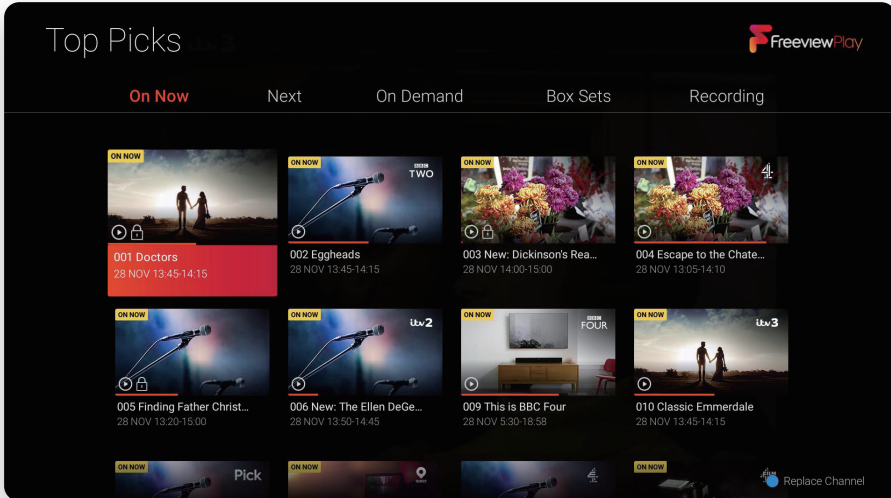 Top Picks
FreeviewPlay
On Now
Next
On Demand
Box Sets
Recording
ON NOW
001 Doctors
28 NOV 13:45-14:15
ON NOW
BBC
TWO
002 Eggheads
28 NOV 13:45-14:15
ON NOW
003 New: Dickinson's Rea...
28 NOV 14:00-15:00
ON NOW
4
004 Escape to the Chate...
28 NOV 13:05-14:10
ON NOW
005 Finding Father Christ...
28 NOV 13:20-15:00
ON NOW
itv2
006 New: The Ellen DeGe...
28 NOV 13:50-14:45
ON NOW
BBC
FOUR
009 This is BBC Four
28 NOV 5:30-18:58
ON NOW
itv3
010 Classic Emmerdale
28 NOV 13:45-14:15
ON NOW
Pick
ON NOW
4
ON NOW
Replace Channel